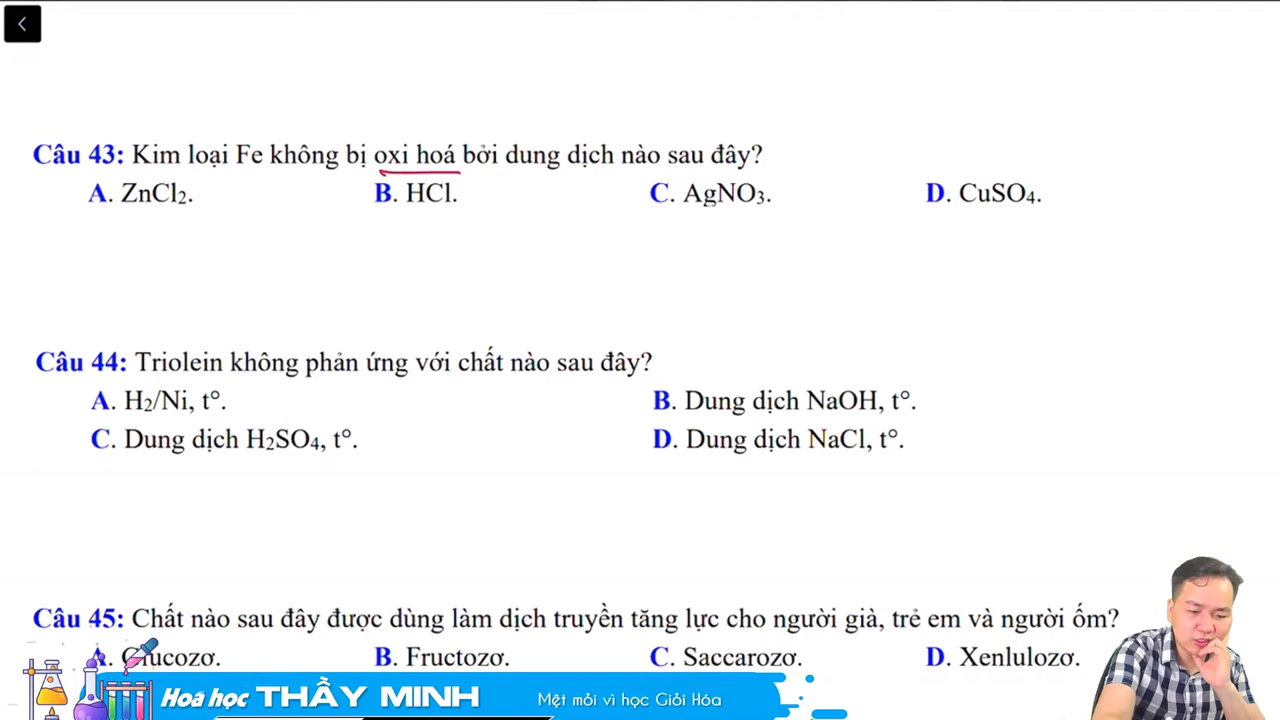 Câu 43: Kim loại Fe không bị oxi hoá bởi dung dịch nào sau đây?
A. ZnCl₂. B. HCl. C. AgNO₃. D. CuSO₄.
Câu 44: Triolein không phản ứng với chất nào sau đây?
A. H₂/Ni, t°. B. Dung dịch NaOH, t°.
C. Dung dịch H₂SO₄, t°. D. Dung dịch NaCl, t°.
Câu 45: Chất nào sau đây được dùng làm dịch truyền tăng lực cho người già, trẻ em và người ốm?
A. Glucozơ. B. Fructozơ. C. Saccarozơ. D. Xenlulozơ.
Hoá học THẦY MINH Mệt mỏi vì học Giỏi Hóa